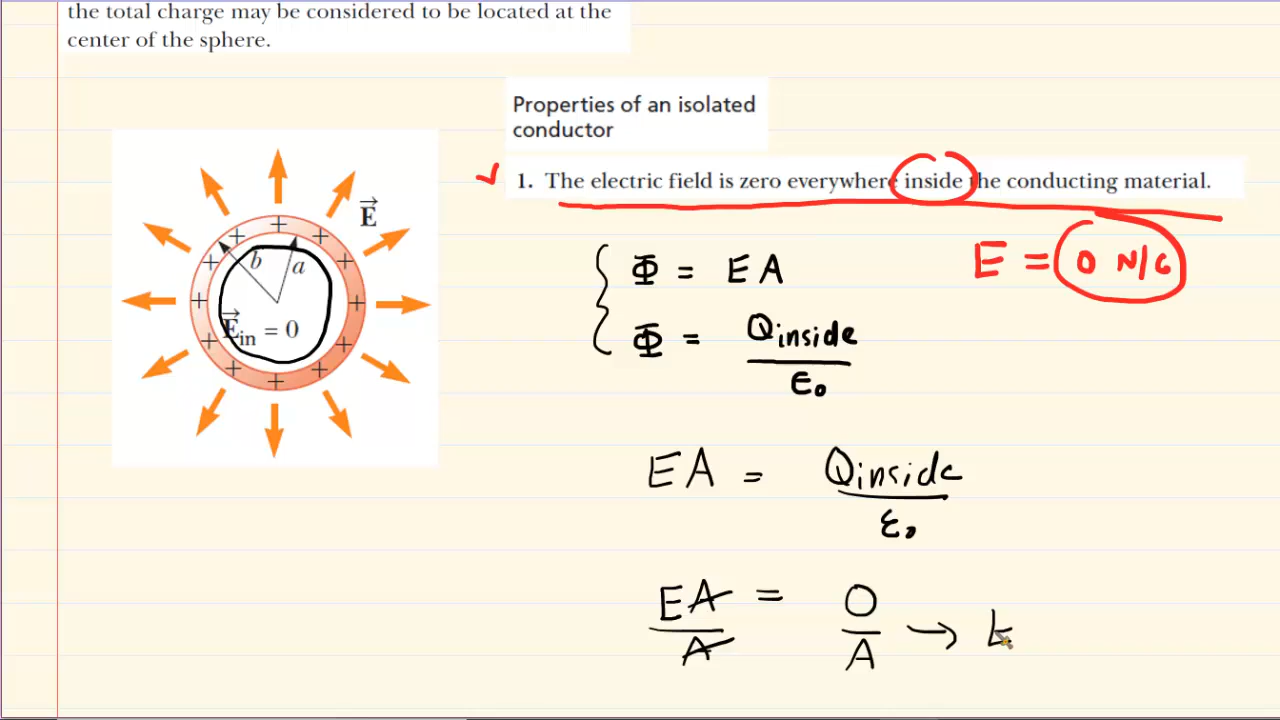 the total charge may be considered to be located at the
center of the sphere.
Properties of an isolated
conductor
1. The electric field is zero everywhere inside the conducting material.
E = 0 N/C
Φ = EA
Φ = Qinside
ε₀
E
b
a
Ein = 0
+ + + + + + + + + + + + + +
EA = Qinside
ε₀
EA = 0
A A → E